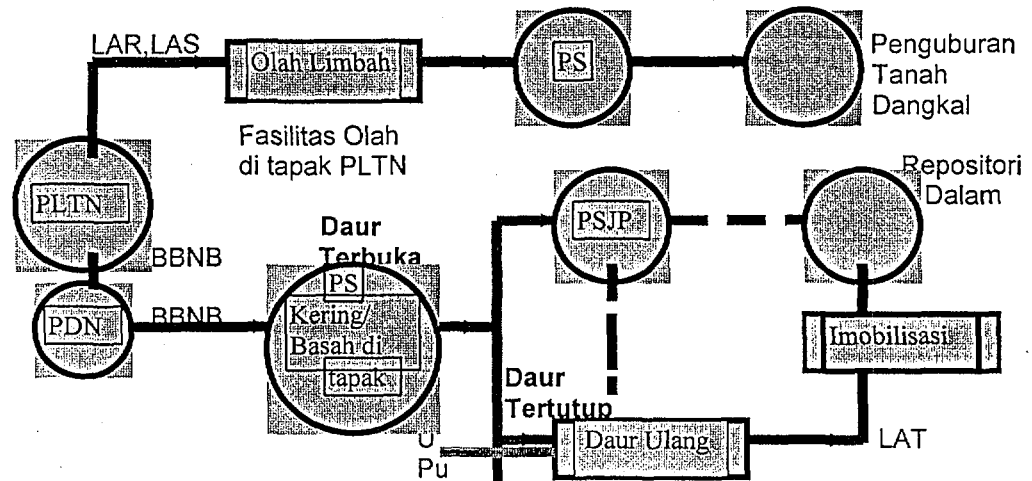 LAR,LAS
Olah Limbah
PS
Penguburan
Tanah
Dangkal
Fasilitas Olah
di tapak PLTN
PLTN
BBNB
Daur
Terbuka
PSJP
Repositori
Dalam
PDN
BBNB
PS
Kering/
Basah di
tapak
Imobilisasi
Daur
Tertutup
U
Pu
Daur Ulang
LAT